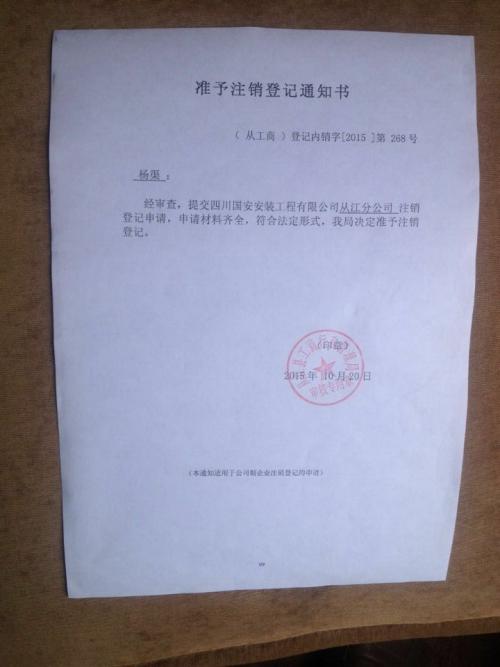 准予注销登记通知书
（ 从工商 ）登记内销字[2015 ]第 268号
杨渠 ：
经审查，提交四川国安安装工程有限公司从江分公司 注销
登记申请，申请材料齐全，符合法定形式，我局决定准予注销
登记。
（印章）
2015 年 10 月 20 日
（本通知适用于公司制企业注销登记的申请）